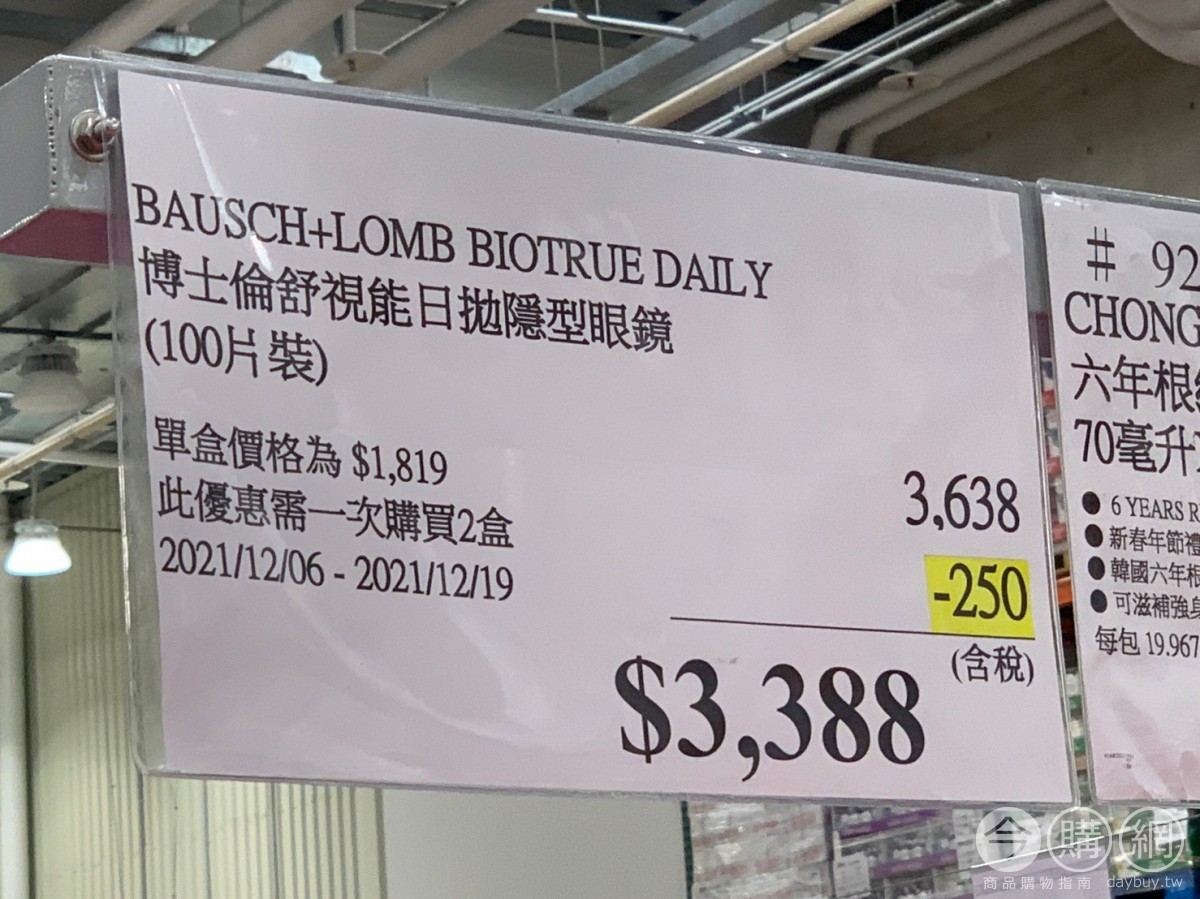 BAUSCH+LOMB BIOTRUE DAILY
博士倫舒視能日拋隱型眼鏡
(100片裝)
單盒價格為 $1,819
此優惠需一次購買2盒
2021/12/06 - 2021/12/19
3,638
-250
(含稅)
$3,388
# 92
CHONG
六年根
70毫升
● 6 YEARS R
● 新春年節禮
● 韓國六年根
● 可滋補強身
每包 19.967
今購網
商品購物指南 daybuy.tw